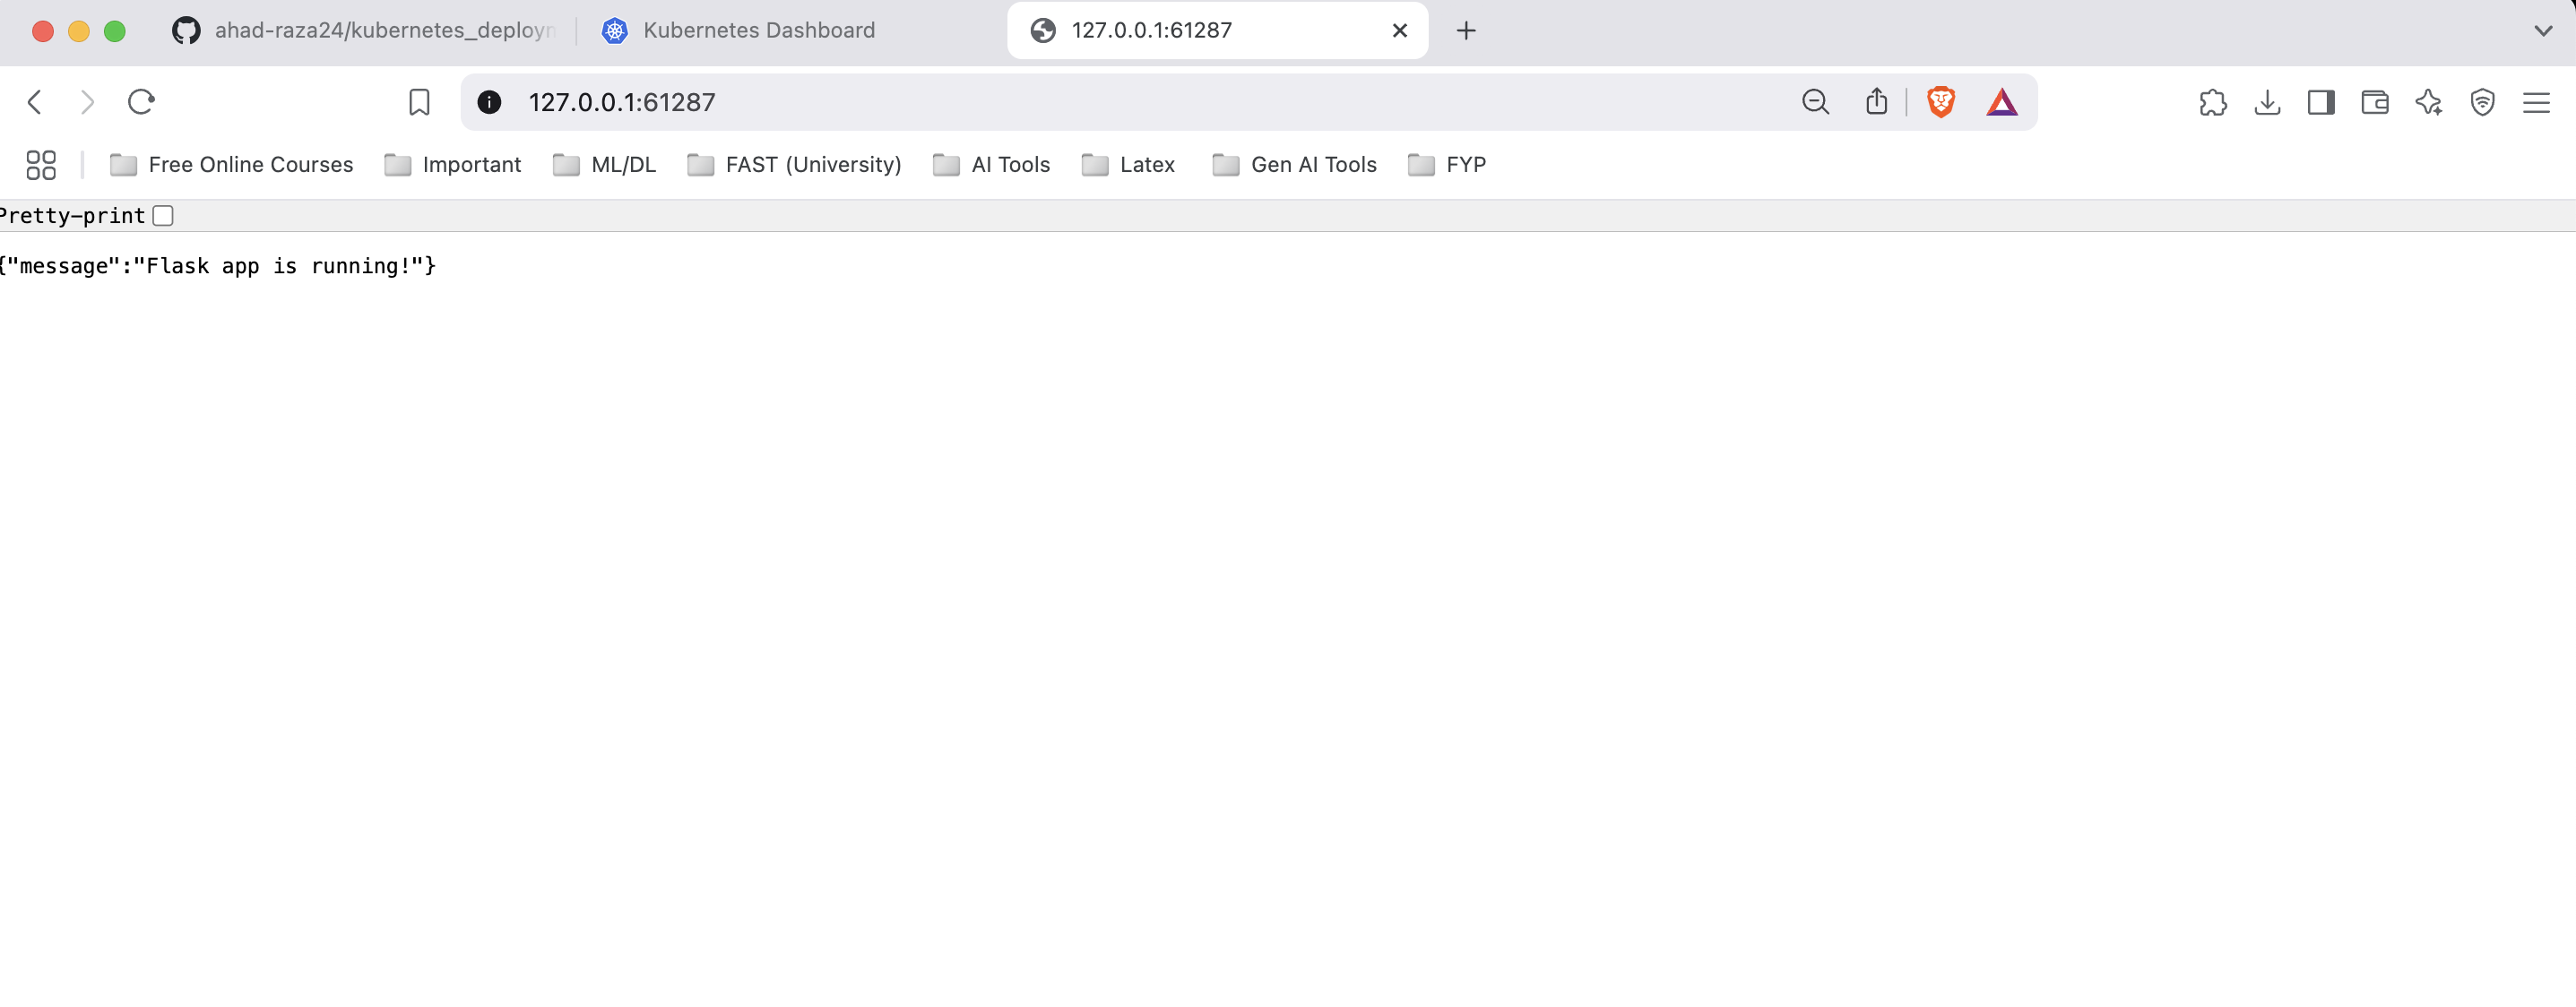 ahad-raza24/kubernetes_deployn
Kubernetes Dashboard
127.0.0.1:61287
127.0.0.1:61287
Free Online Courses
Important
ML/DL
FAST (University)
AI Tools
Latex
Gen AI Tools
FYP
Pretty-print
{"message":"Flask app is running!"}